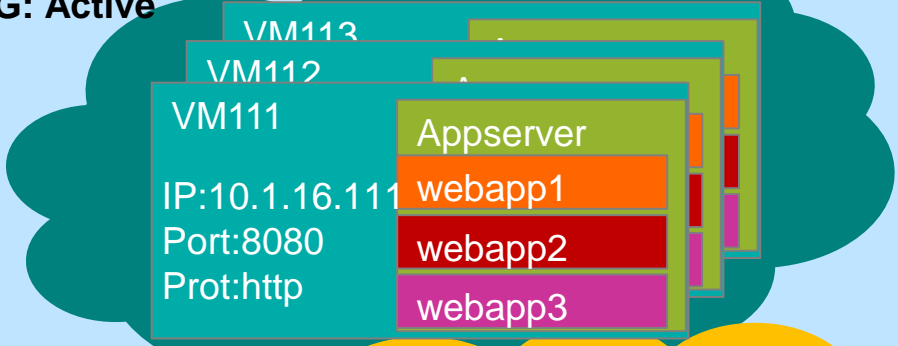 G: Active
VM113
VM112
VM111
Appserver
IP:10.1.16.111
webapp1
Port:8080
webapp2
Prot:http
webapp3